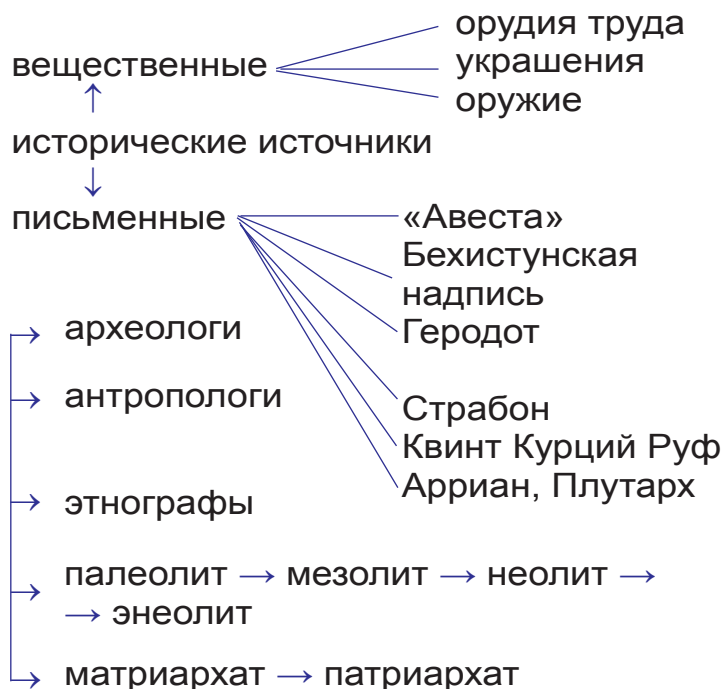 орудия труда
вещественные
украшения
оружие
↑
исторические источники
↓
письменные
«Авеста»
Бехистунская
надпись
Геродот
Страбон
Квинт Курций Руф
Арриан, Плутарх
→ археологи
→ антропологи
→ этнографы
→ палеолит → мезолит → неолит →
→ энеолит
→ матриархат → патриархат